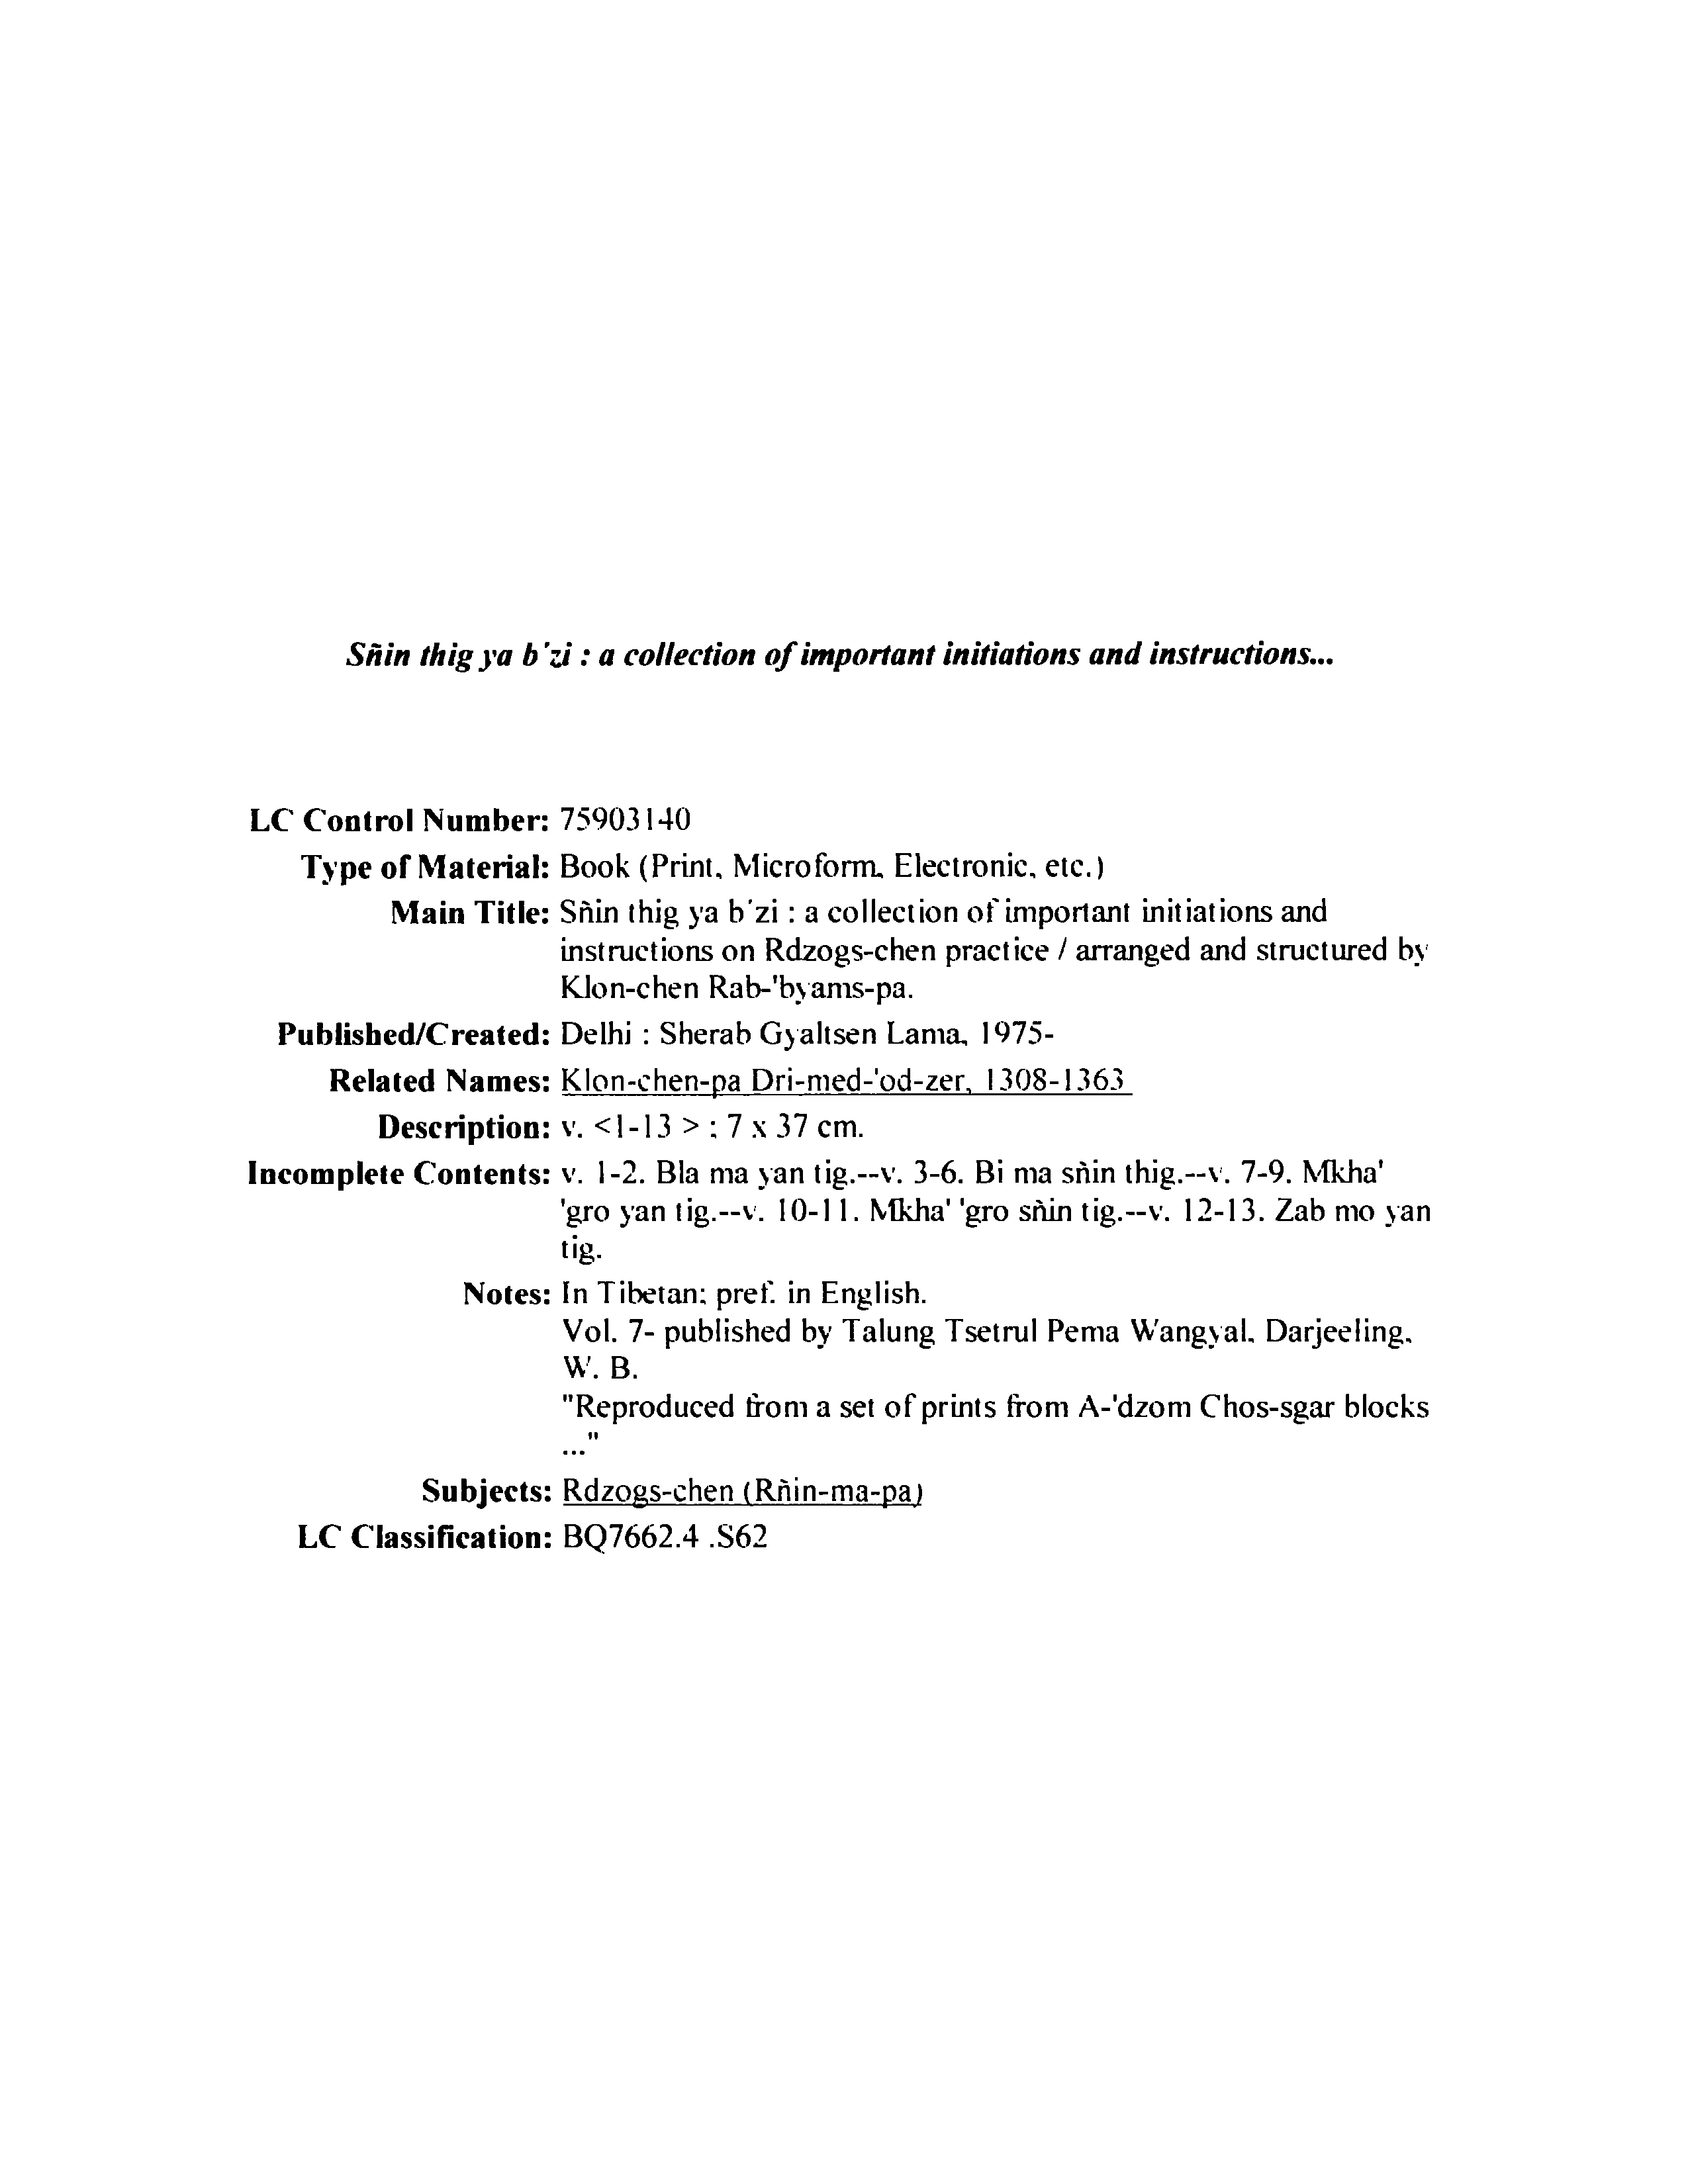 Sñin thig ya b'zi : a collection of important initiations and instructions...
LC Control Number: 75903140
Type of Material: Book (Print, Microform, Electronic, etc.)
Main Title: Sñin thig ya b'zi : a collection of important initiations and
instructions on Rdzogs-chen practice / arranged and structured by
Klon-chen Rab-'byams-pa.
Published/Created: Delhi : Sherab Gyaltsen Lama, 1975-
Related Names: Klon-chen-pa Dri-med-'od-zer, 1308-1363
Description: v. <1-13 > ; 7 x 37 cm.
Incomplete Contents: v. 1-2. Bla ma yan tig.--v. 3-6. Bi ma sñin thig.--v. 7-9. Mkha'
'gro yan tig.--v. 10-11. Mkha' 'gro sñin tig.--v. 12-13. Zab mo yan
tig.
Notes: In Tibetan; pref. in English.
Vol. 7- published by Talung Tsetrul Pema Wangyal, Darjeeling,
W. B.
"Reproduced from a set of prints from A-'dzom Chos-sgar blocks
..."
Subjects: Rdzogs-chen (Rñin-ma-pa)
LC Classification: BQ7662.4 .S62